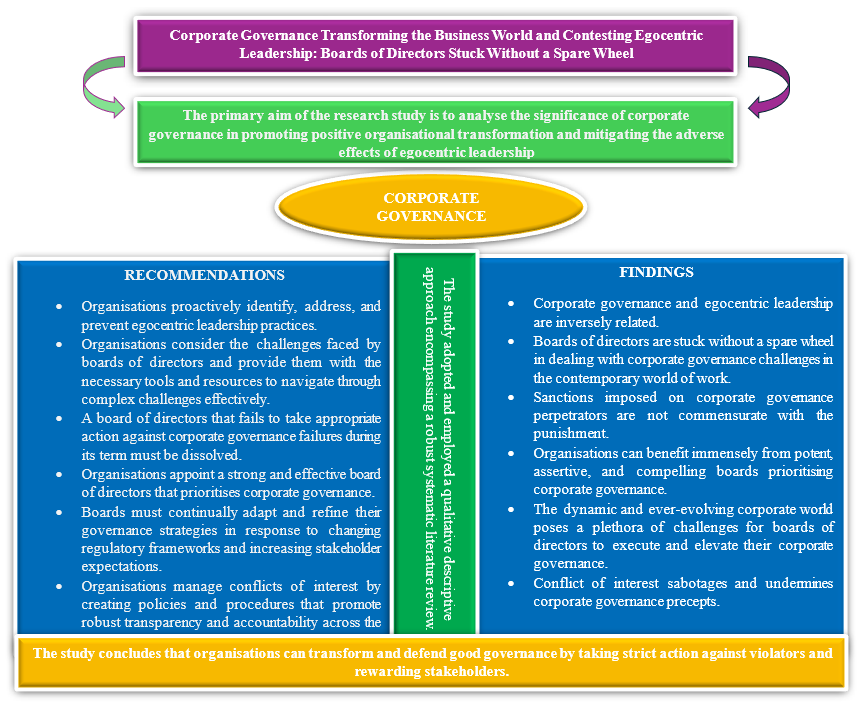 Corporate Governance Transforming the Business World and Contesting Egocentric
Leadership: Boards of Directors Stuck Without a Spare Wheel
The primary aim of the research study is to analyse the significance of corporate
governance in promoting positive organisational transformation and mitigating the adverse
effects of egocentric leadership
CORPORATE
GOVERNANCE
RECOMMENDATIONS
• Organisations proactively identify, address, and
prevent egocentric leadership practices.
• Organisations consider the challenges faced by
boards of directors and provide them with the
necessary tools and resources to navigate through
complex challenges effectively.
• A board of directors that fails to take appropriate
action against corporate governance failures during
its term must be dissolved.
• Organisations appoint a strong and effective board
of directors that prioritises corporate governance.
• Boards must continually adapt and refine their
governance strategies in response to changing
regulatory frameworks and increasing stakeholder
expectations.
• Organisations manage conflicts of interest by
creating policies and procedures that promote
robust transparency and accountability across the
The study adopted and employed a qualitative descriptive
approach encompassing a robust systematic literature review.
FINDINGS
• Corporate governance and egocentric leadership
are inversely related.
• Boards of directors are stuck without a spare wheel
in dealing with corporate governance challenges in
the contemporary world of work.
• Sanctions imposed on corporate governance
perpetrators are not commensurate with the
punishment.
• Organisations can benefit immensely from potent,
assertive, and compelling boards prioritising
corporate governance.
• The dynamic and ever-evolving corporate world
poses a plethora of challenges for boards of
directors to execute and elevate their corporate
governance.
• Conflict of interest sabotages and undermines
corporate governance precepts.
The study concludes that organisations can transform and defend good governance by taking strict action against violators and
rewarding stakeholders.